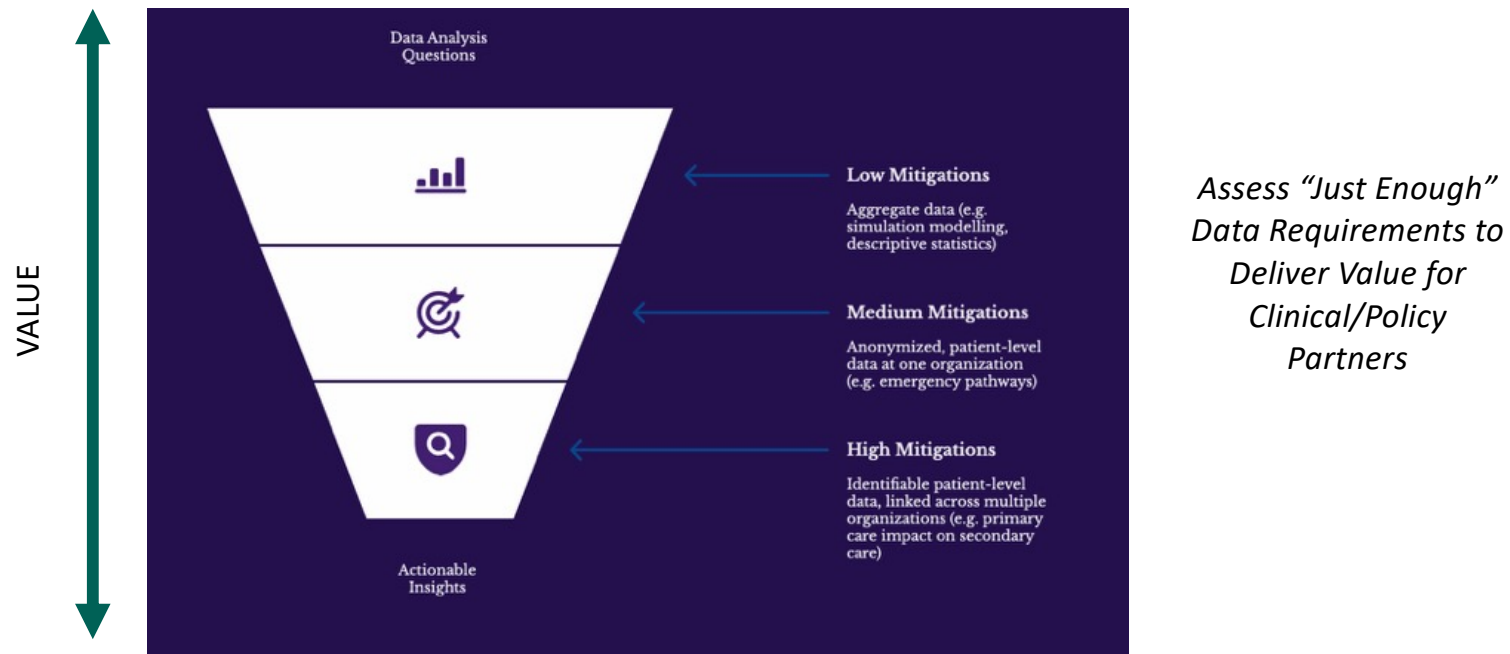 VALUE
Data Analysis
Questions
Low Mitigations
Aggregate data (e.g.
simulation modelling,
descriptive statistics)
Medium Mitigations
Anonymized, patient-level
data at one organization
(e.g. emergency pathways)
High Mitigations
Identifiable patient-level
data, linked across multiple
organizations (e.g. primary
care impact on secondary
care)
Actionable
Insights
Assess “Just Enough”
Data Requirements to
Deliver Value for
Clinical/Policy
Partners